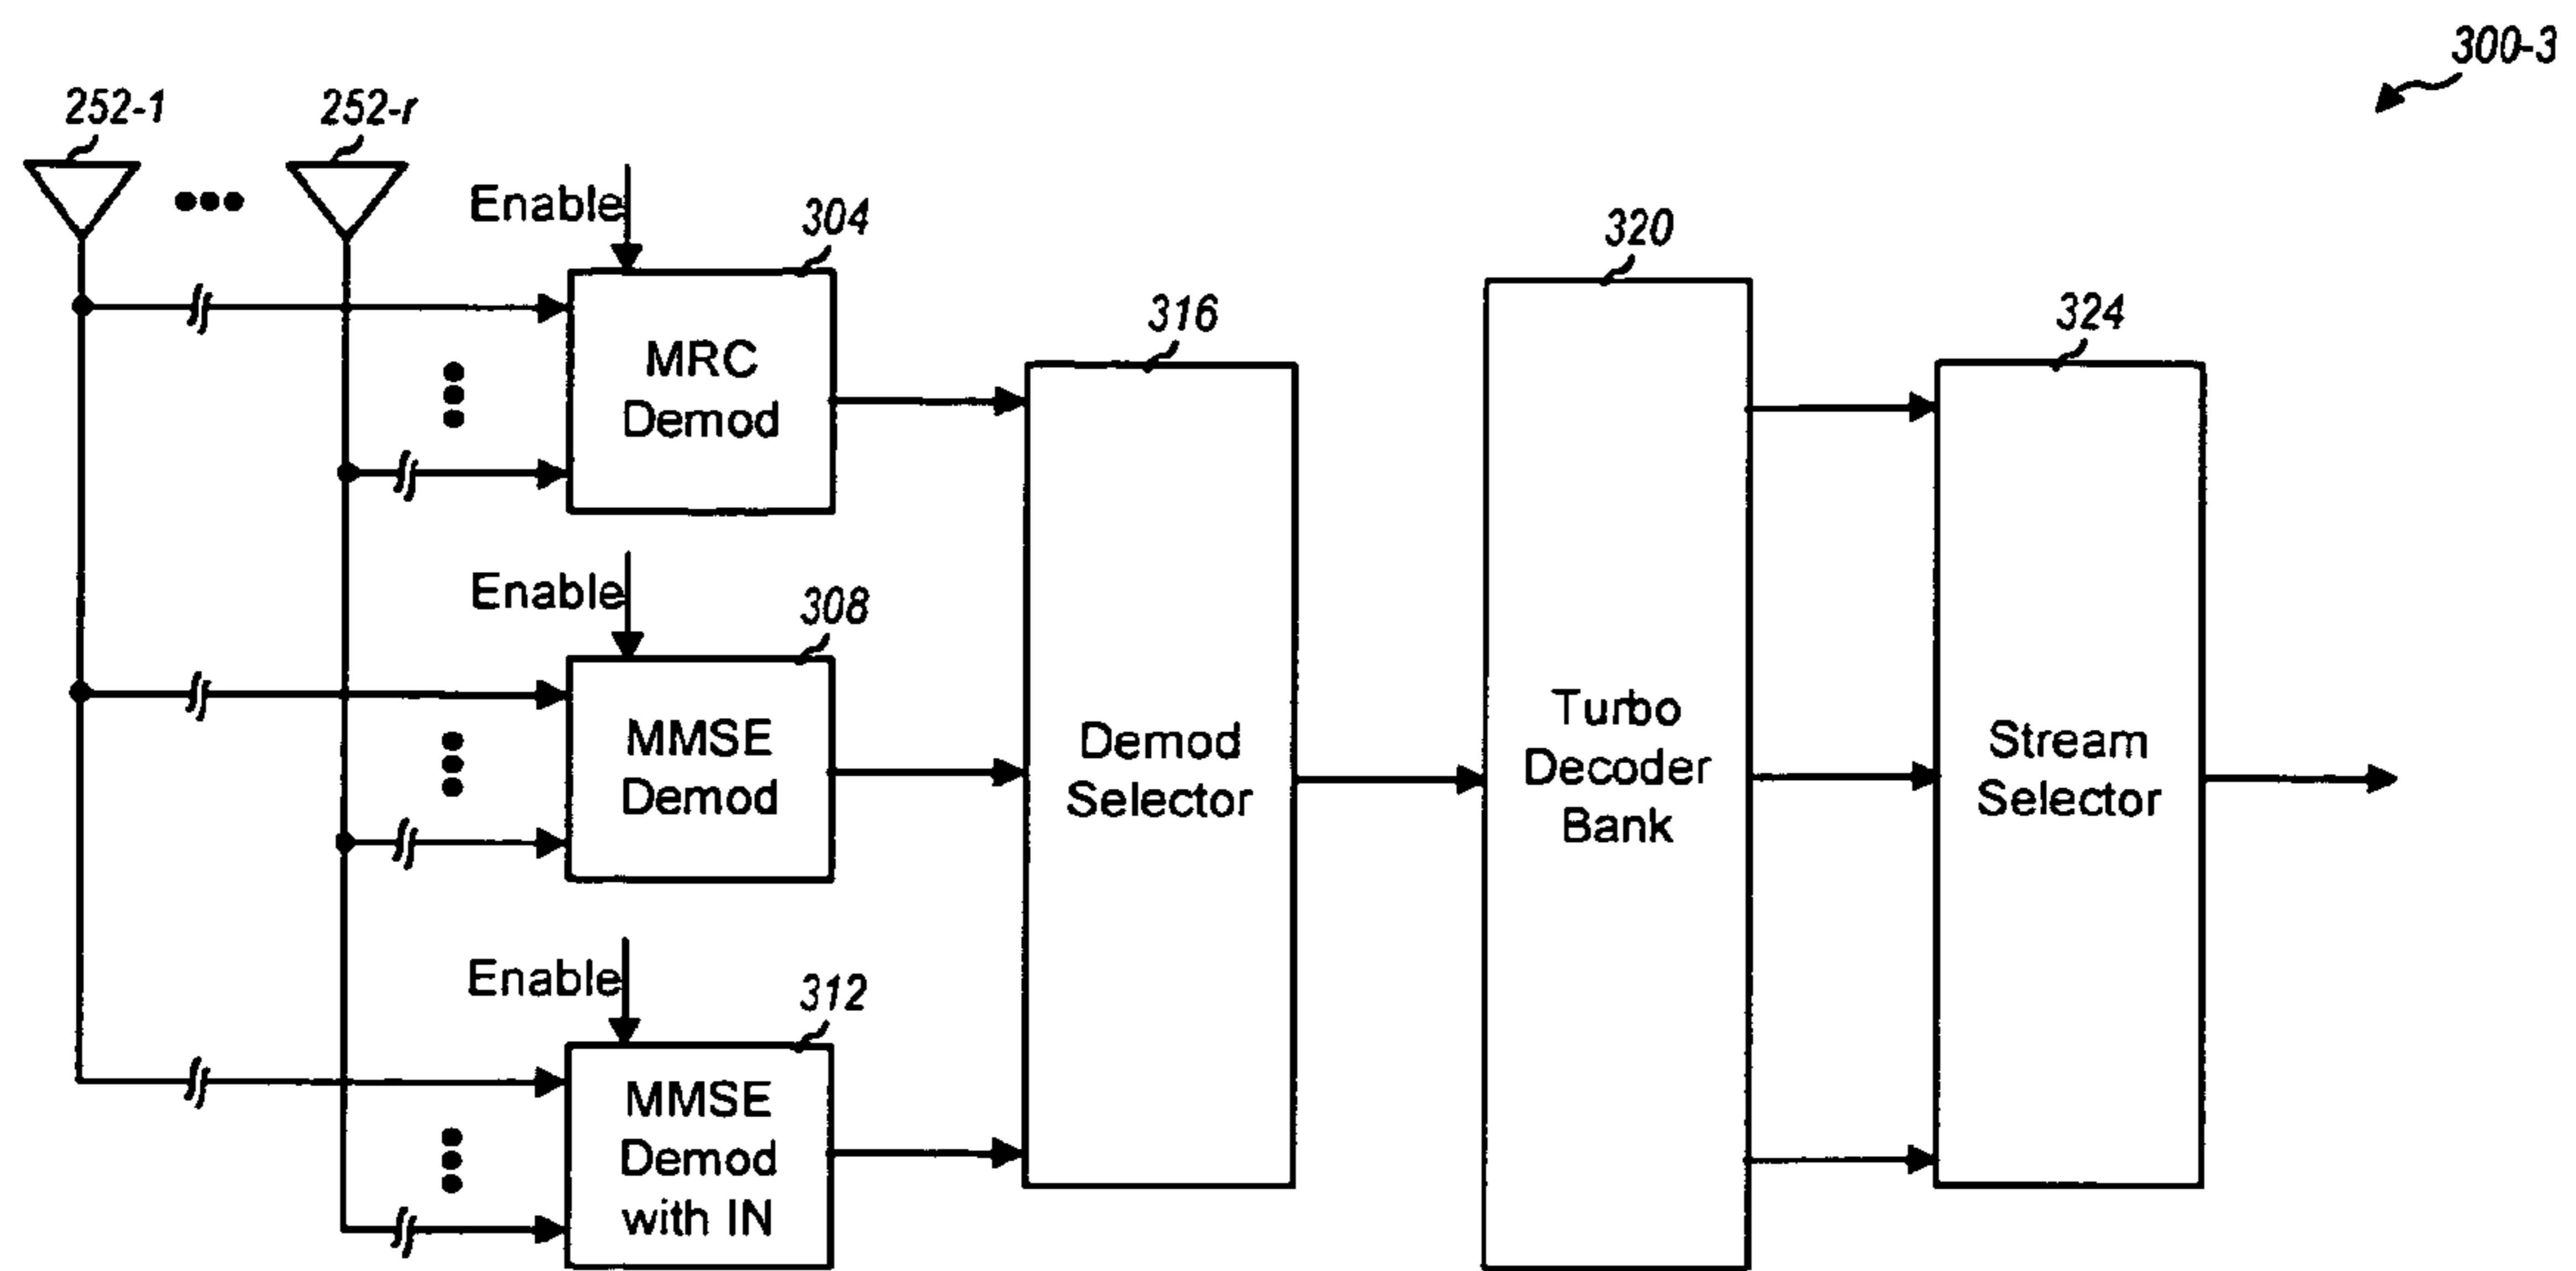 300-3
252-1
252-r
Enable
304
MRC
Demod
Enable
308
MMSE
Demod
Enable
312
MMSE
Demod
with IN
316
Demod
Selector
320
Turbo
Decoder
Bank
324
Stream
Selector